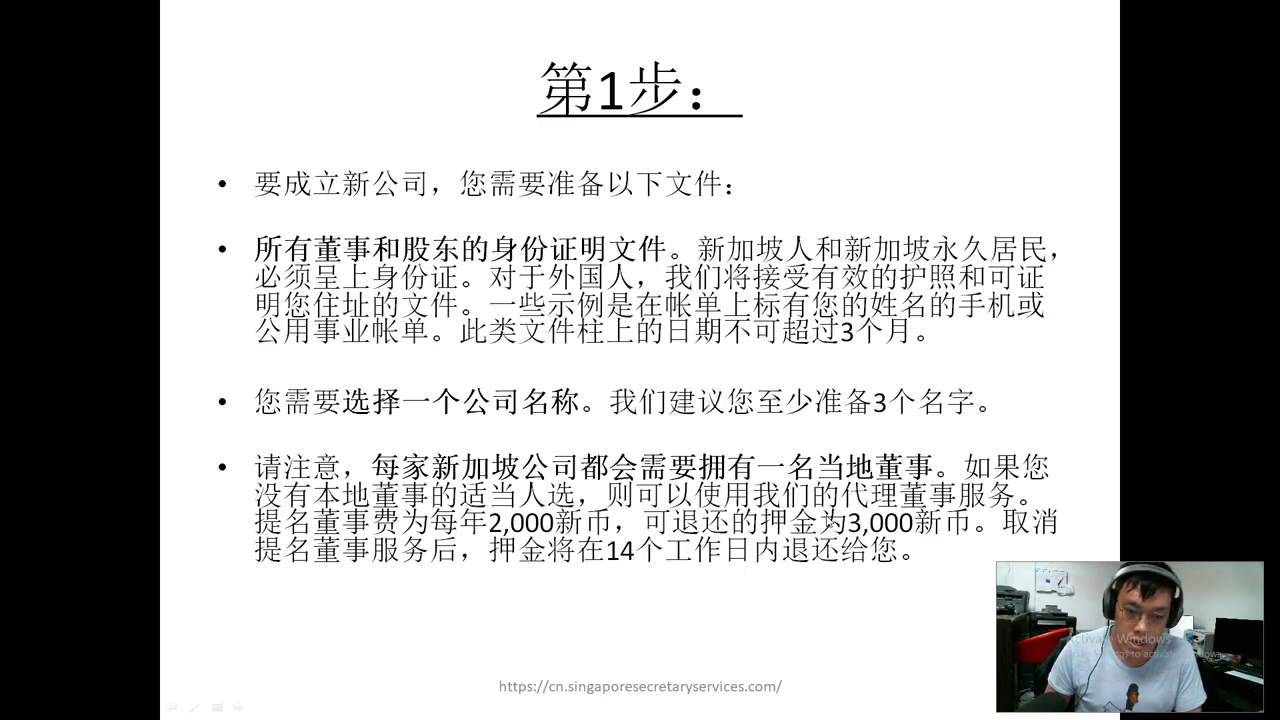 第1步：
• 要成立新公司，您需要准备以下文件：
• 所有董事和股东的身份证明文件。新加坡人和新加坡永久居民，
必须呈上身份证。对于外国人，我们将接受有效的护照和可证
明您住址的文件。一些示例是在帐单上标有您的姓名的手机或
公用事业帐单。此类文件柱上的日期不可超过3个月。
• 您需要选择一个公司名称。我们建议您至少准备3个名字。
• 请注意，每家新加坡公司都会需要拥有一名当地董事。如果您
没有本地董事的适当人选，则可以使用我们的代理董事服务。
提名董事费为每年2,000新币，可退还的押金为3,000新币。取消
提名董事服务后，押金将在14个工作日内退还给您。
https://cn.singaporesecretaryservices.com/
Activate Windows
to activate Windows.